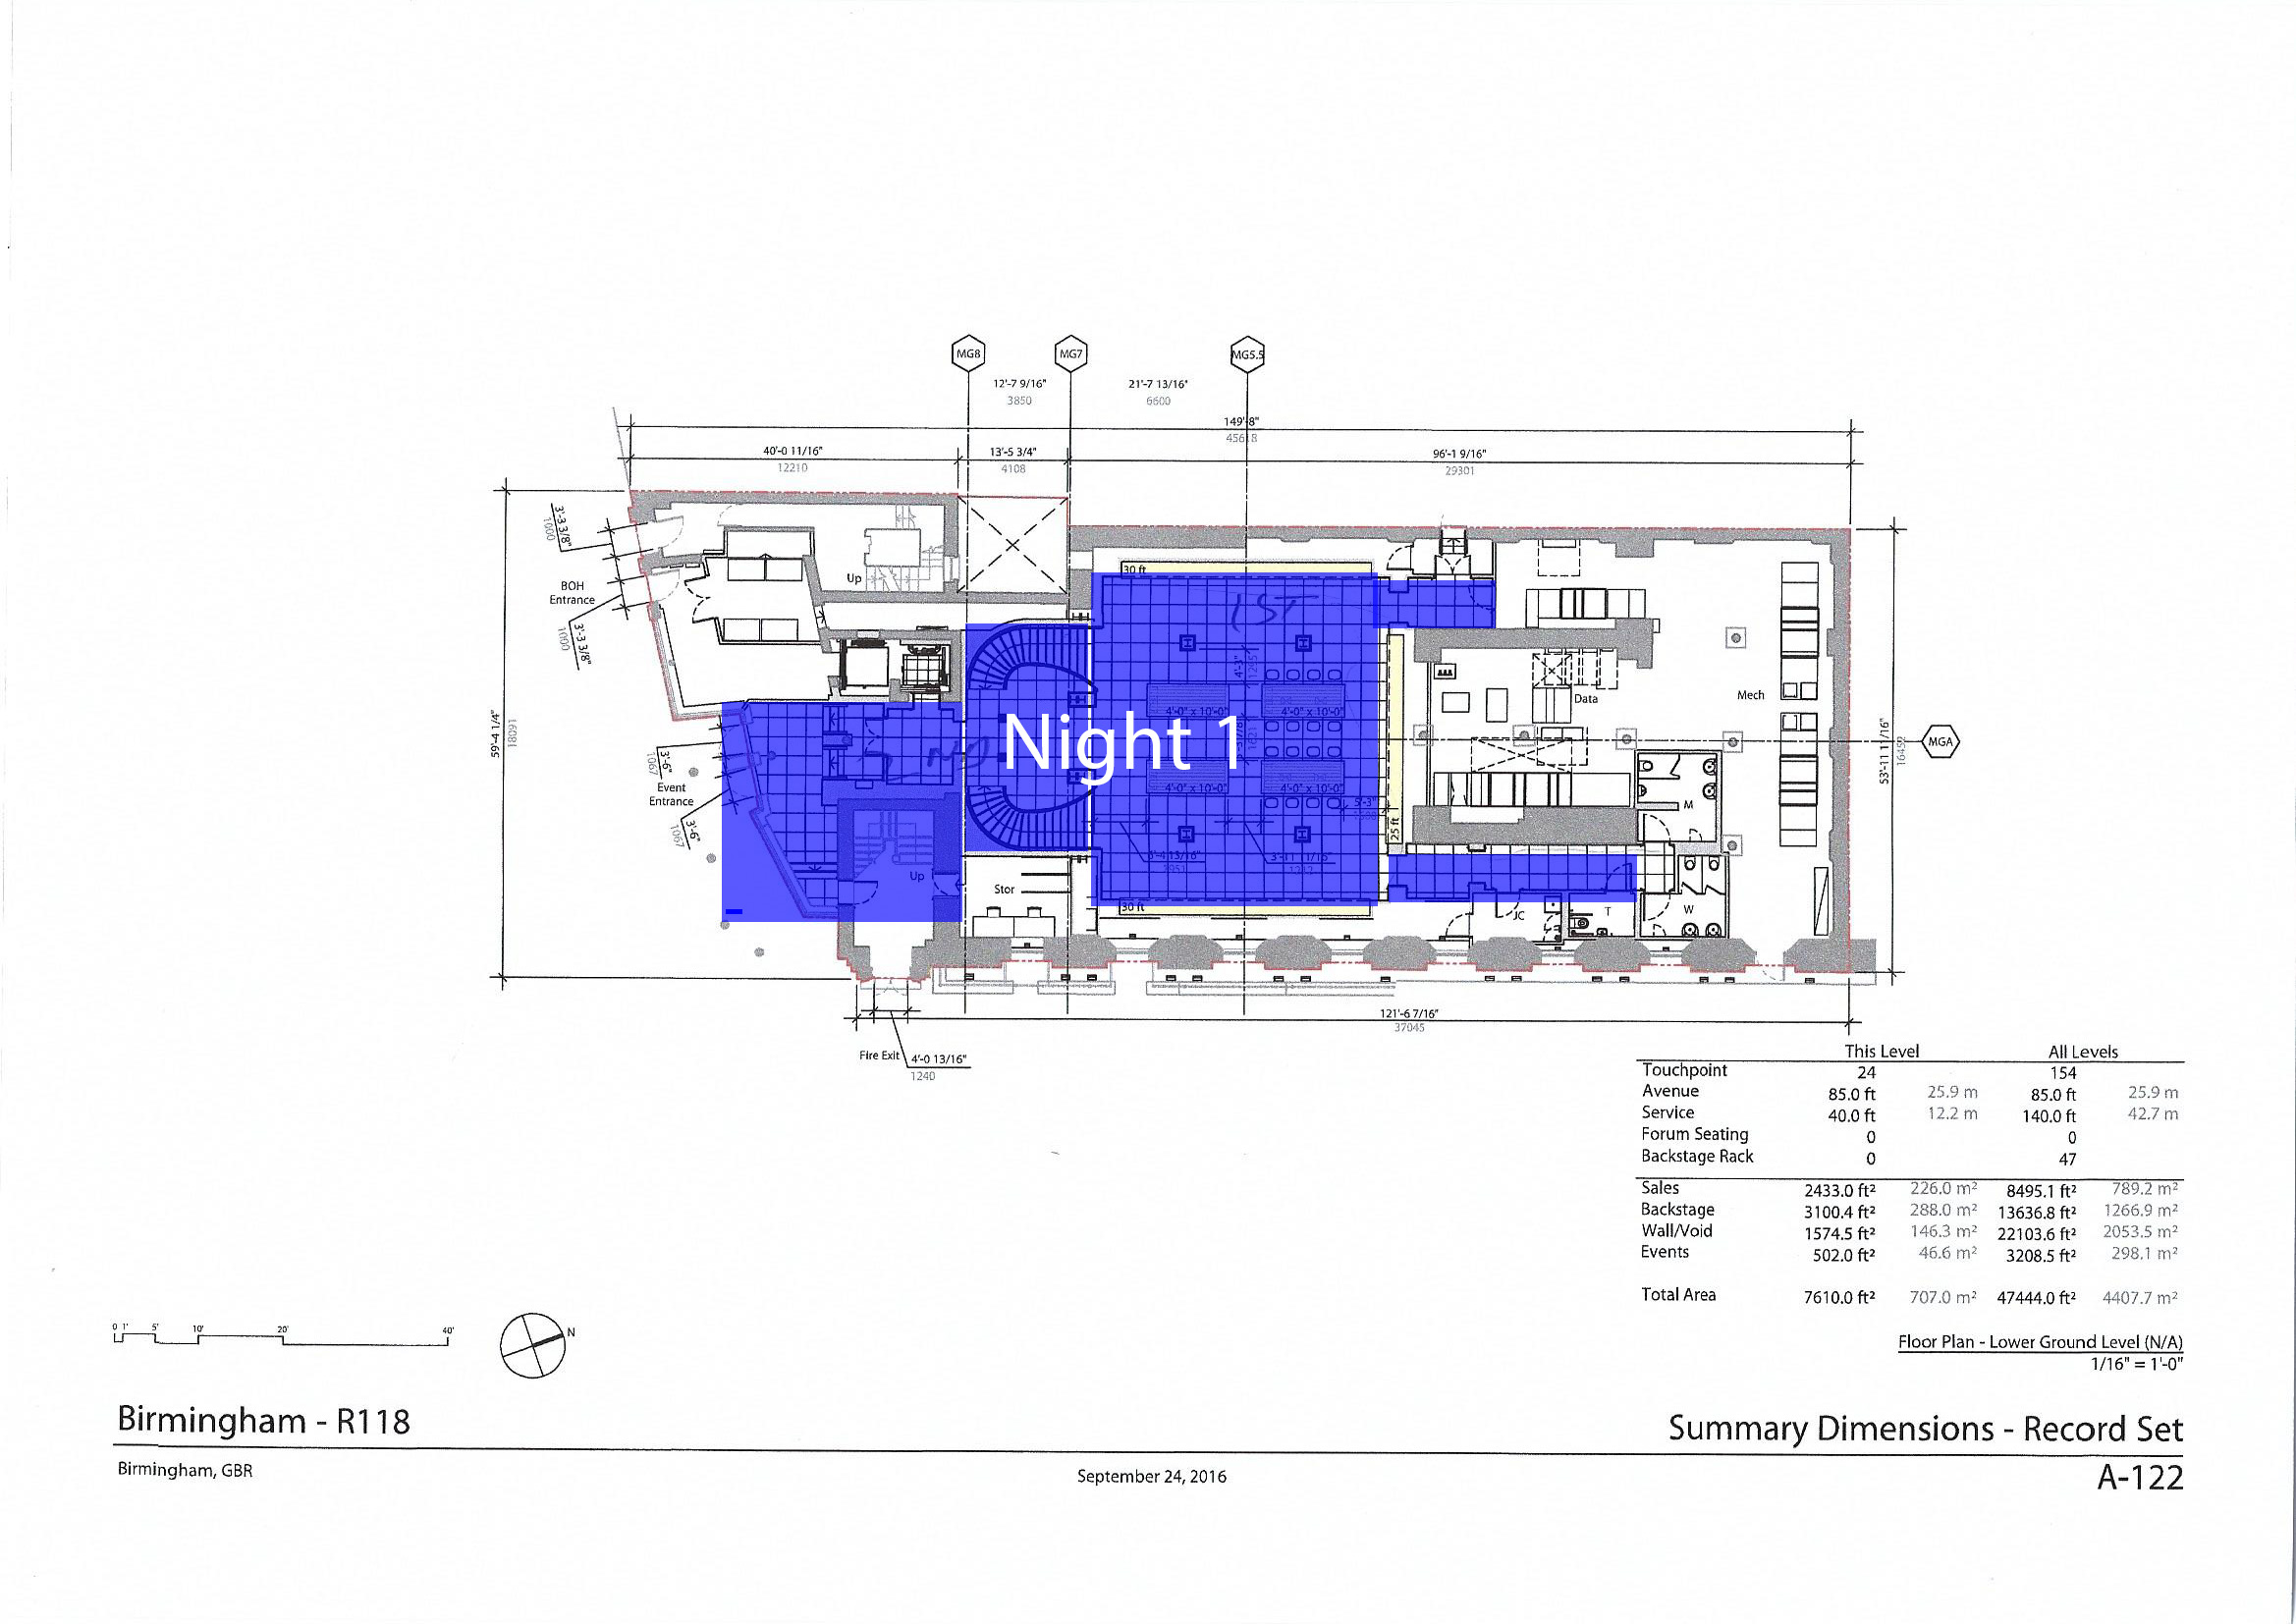 MG8 MG7 MG5.5
12'-7 9/16" 21'-7 13/16"
3850 6600
149'-8"
45618
40'-0 11/16" 13'-5 3/4" 96'-1 9/16"
12210 4108 29301
3'-3 3/8"
1000
BOH
Entrance
3'-3 3/8"
1000
Up
30 ft
1ST
59'-4 1/4"
18091
Data
Mech
4'-0" x 10'-0" 4'-0" x 10'-0"
Night 1
2ND
MGA
53'-11 11/16"
16452
3'-6"
1067
Event
Entrance
3'-6"
1067
4'-0" x 10'-0" 4'-0" x 10'-0"
5'-3"
25 ft
M
Up
Stor
30 ft
JC
T
W
121'-6 7/16"
37045
Fire Exit
4'-0 13/16"
1240
This Level All Levels
Touchpoint 24 154
Avenue 85.0 ft 25.9 m 85.0 ft 25.9 m
Service 40.0 ft 12.2 m 140.0 ft 42.7 m
Forum Seating 0 0
Backstage Rack 0 47
Sales 2433.0 ft² 226.0 m² 8495.1 ft² 789.2 m²
Backstage 3100.4 ft² 288.0 m² 13636.8 ft² 1266.9 m²
Wall/Void 1574.5 ft² 146.3 m² 22103.6 ft² 2053.5 m²
Events 502.0 ft² 46.6 m² 3208.5 ft² 298.1 m²
Total Area 7610.0 ft² 707.0 m² 47444.0 ft² 4407.7 m²
0 1' 5' 10' 20' 40'
N
Floor Plan - Lower Ground Level (N/A)
1/16" = 1'-0"
Birmingham - R118
Summary Dimensions - Record Set
Birmingham, GBR
September 24, 2016
A-122